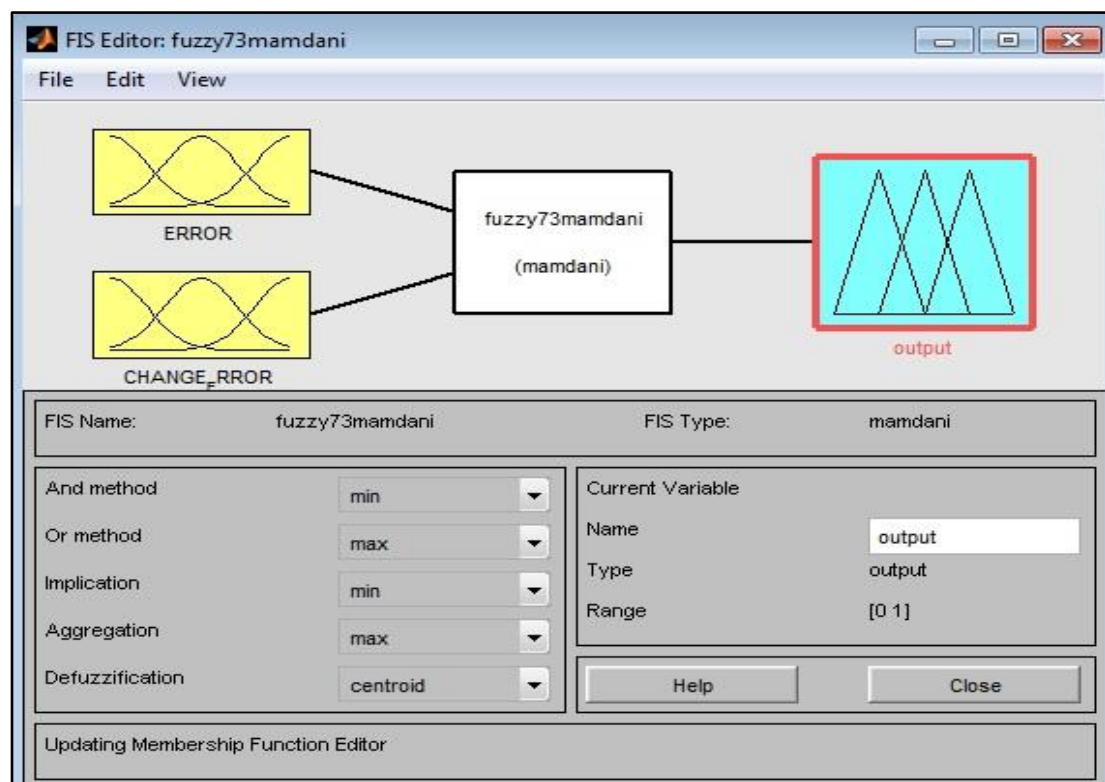 FIS Editor: fuzzy73mamdani
File Edit View
ERROR
CHANGE_ERROR
fuzzy73mamdani
(mamdani)
output
FIS Name: fuzzy73mamdani FIS Type: mamdani
And method min
Or method max
Implication min
Aggregation max
Defuzzification centroid
Current Variable
Name output
Type output
Range [0 1]
Help Close
Updating Membership Function Editor